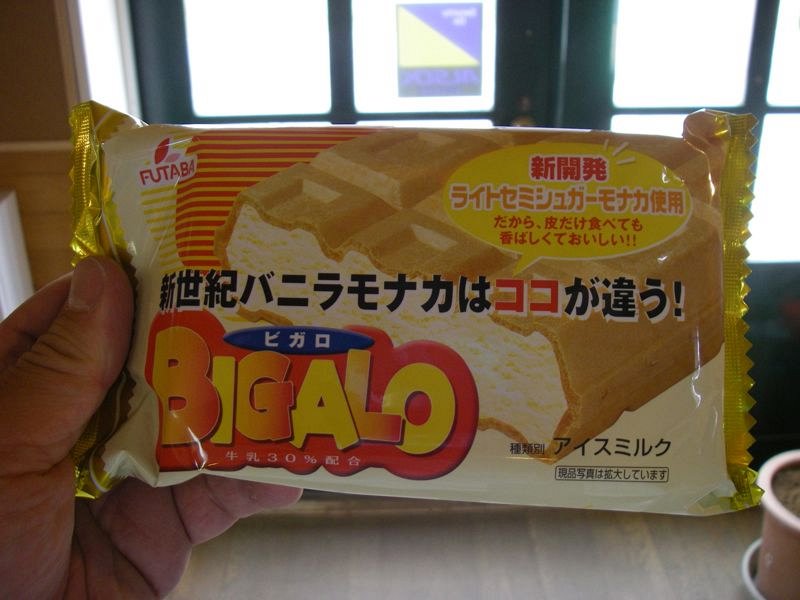 FUTABA
新開発
ライトセミシュガーモナカ使用
だから、皮だけ食べても
香ばしくておいしい!!
新世紀バニラモナカはココが違う!
ビガロ
BIGALO
牛乳30%配合
種類別 アイスミルク
現品写真は拡大しています